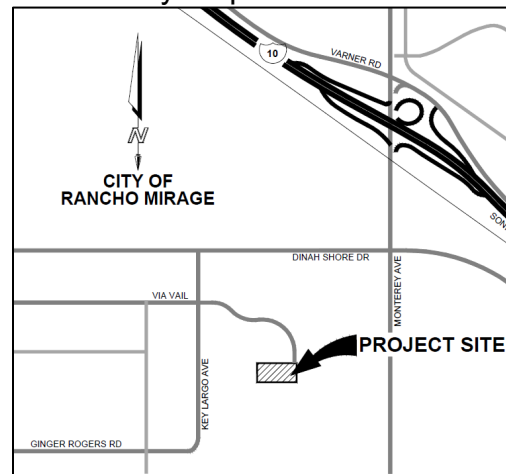 10
VARNER RD
N
CITY OF
RANCHO MIRAGE
DINAH SHORE DR
MONTEREY AVE
VIA VAIL
KEY LARGO AVE
PROJECT SITE
GINGER ROGERS RD